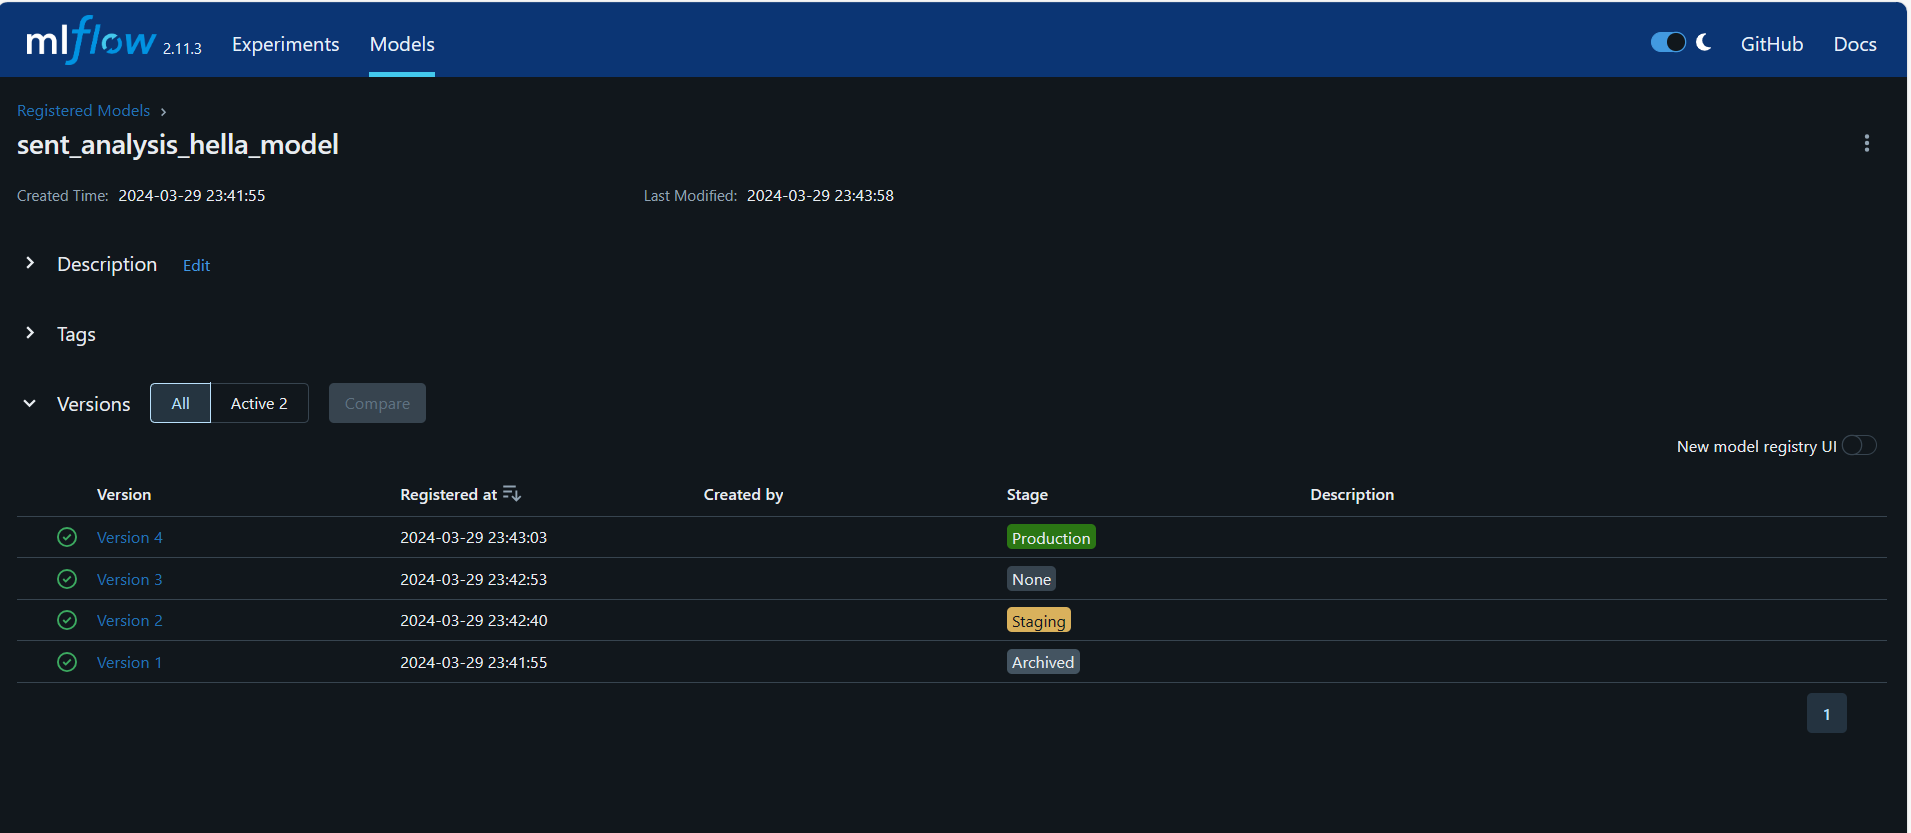 mlflow 2.11.3 Experiments Models GitHub Docs
Registered Models ›
sent_analysis_hella_model
Created Time: 2024-03-29 23:41:55 Last Modified: 2024-03-29 23:43:58
Description Edit
Tags
Versions All Active 2 Compare
New model registry UI
Version Registered at Created by Stage Description
Version 4 2024-03-29 23:43:03 Production
Version 3 2024-03-29 23:42:53 None
Version 2 2024-03-29 23:42:40 Staging
Version 1 2024-03-29 23:41:55 Archived
1